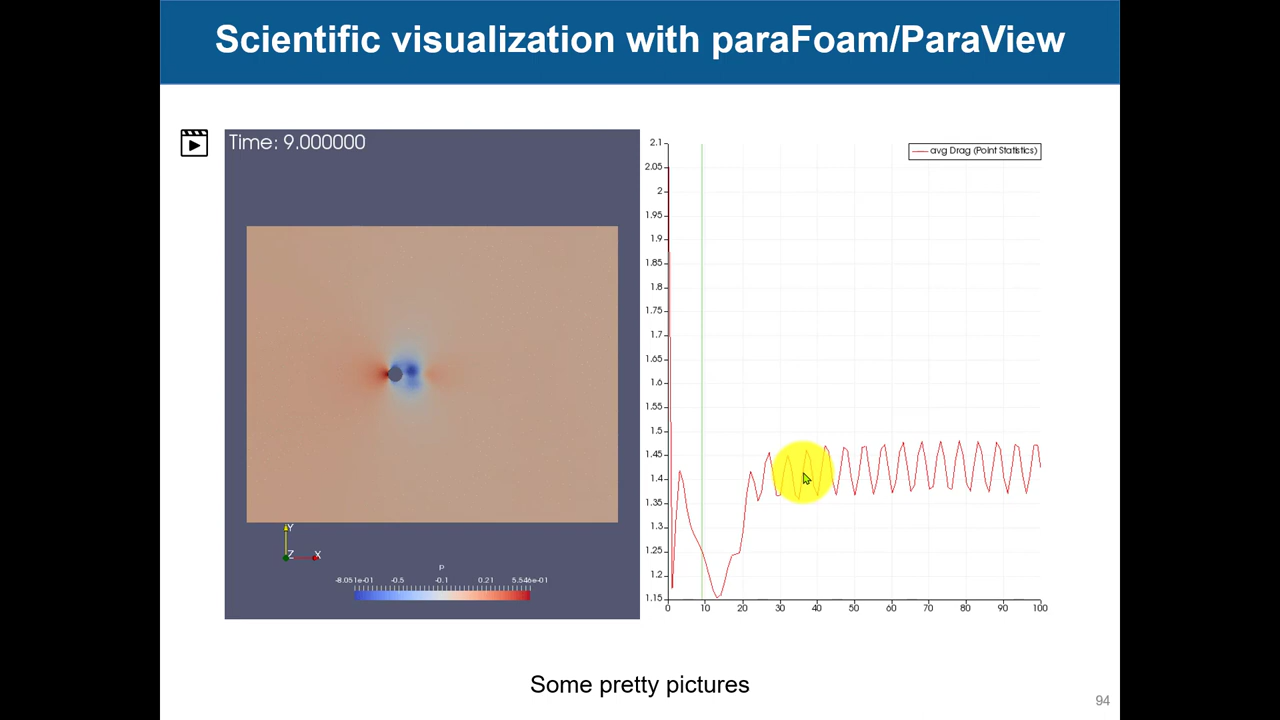 Scientific visualization with paraFoam/ParaView
Time: 9.000000
Y
Z X
p
-8.051e-01 -0.5 -0.1 0.21 5.546e-01
avg Drag (Point Statistics)
2.1
2.05
2
1.95
1.9
1.85
1.8
1.75
1.7
1.65
1.6
1.55
1.5
1.45
1.4
1.35
1.3
1.25
1.2
1.15
0 10 20 30 40 50 60 70 80 90 100
Some pretty pictures
94